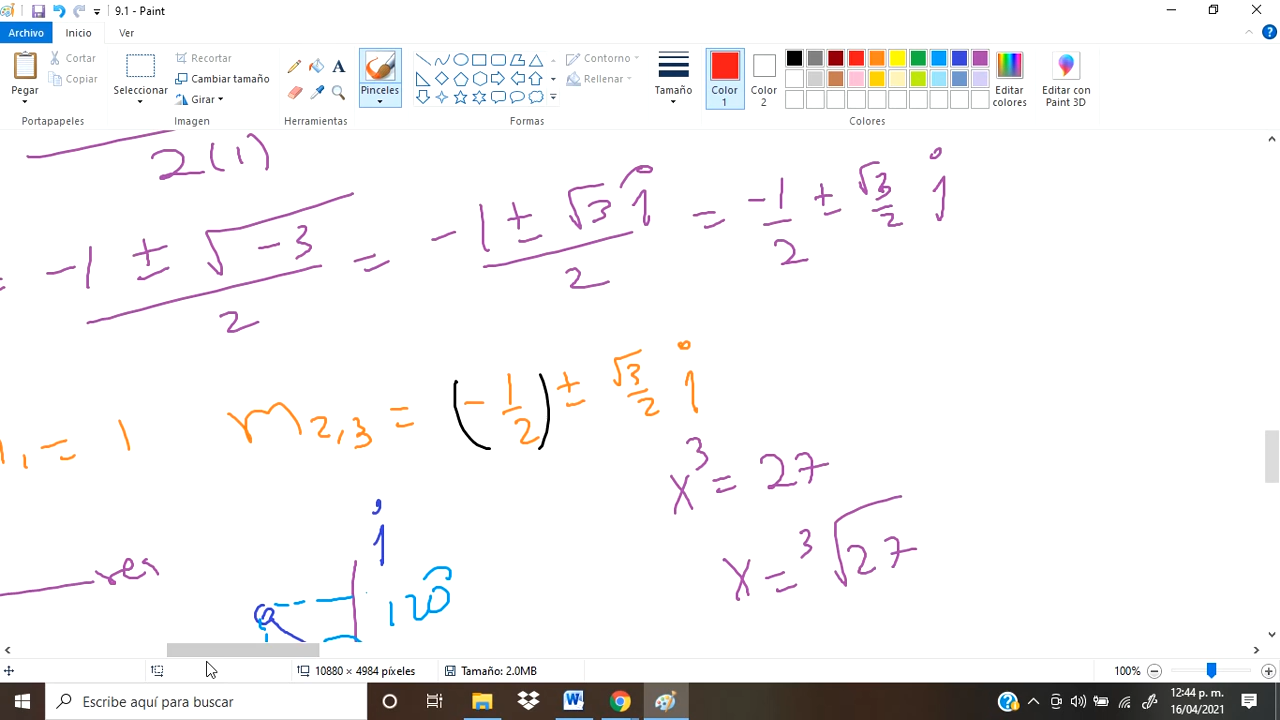 9.1 - Paint
Archivo Inicio Ver
Pegar
Cortar
Copiar
Portapapeles
Seleccionar
Recortar
Cambiar tamaño
Girar
Imagen
A
Herramientas
Pinceles
Contorno
Rellenar
Formas
Tamaño
Color 1
Color 2
Editar colores
Colores
Editar con Paint 3D
2(1)
-1 ± √-3 / 2 = -1 ± √3 i / 2 = -1/2 ± √3/2 i
1 = 1 m2,3 = (-1/2) ± √3/2 i
x³ = 27
x = ³√27
i
120
10880 × 4984 píxeles
Tamaño: 2.0MB
100%
Escribe aquí para buscar
12:44 p. m.
16/04/2021